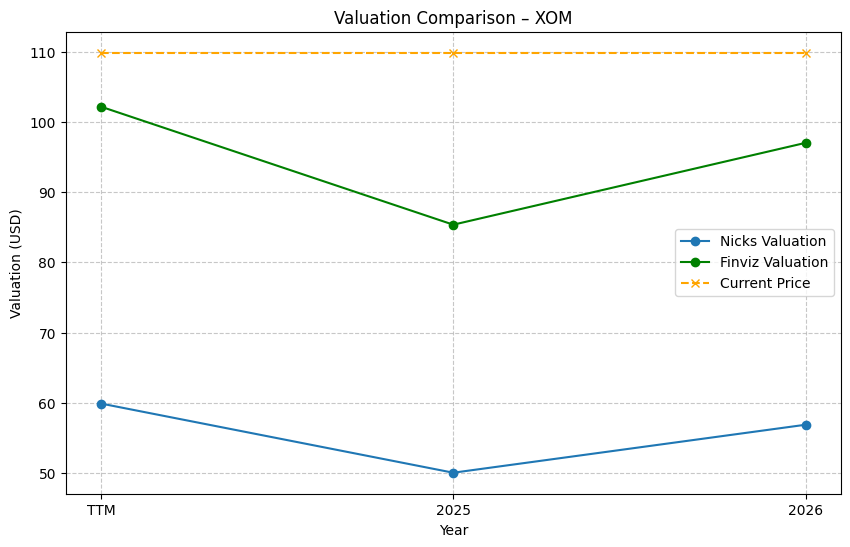 Valuation Comparison – XOM
Valuation (USD)
110
100
90
80
70
60
50
Nicks Valuation
Finviz Valuation
Current Price
TTM
2025
2026
Year